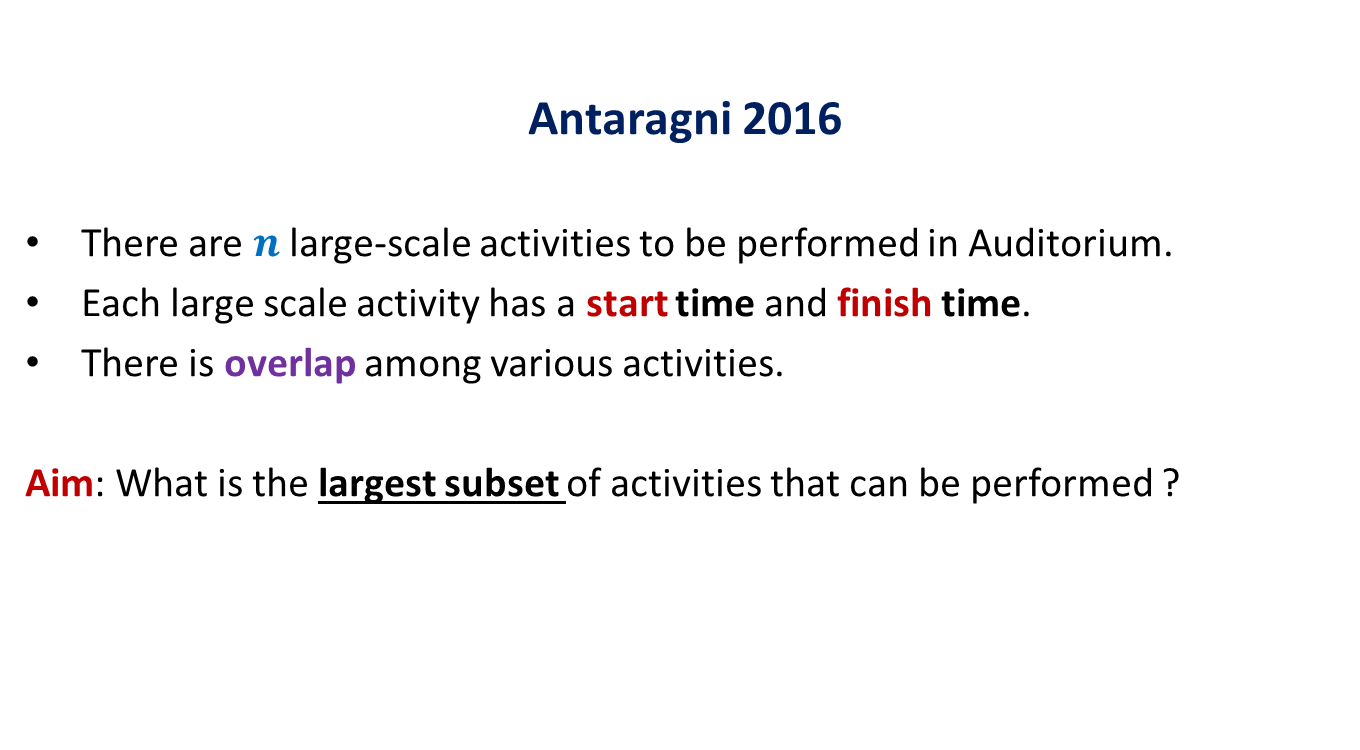 Antaragni 2016
• There are n large-scale activities to be performed in Auditorium.
• Each large scale activity has a start time and finish time.
• There is overlap among various activities.
Aim: What is the largest subset of activities that can be performed ?